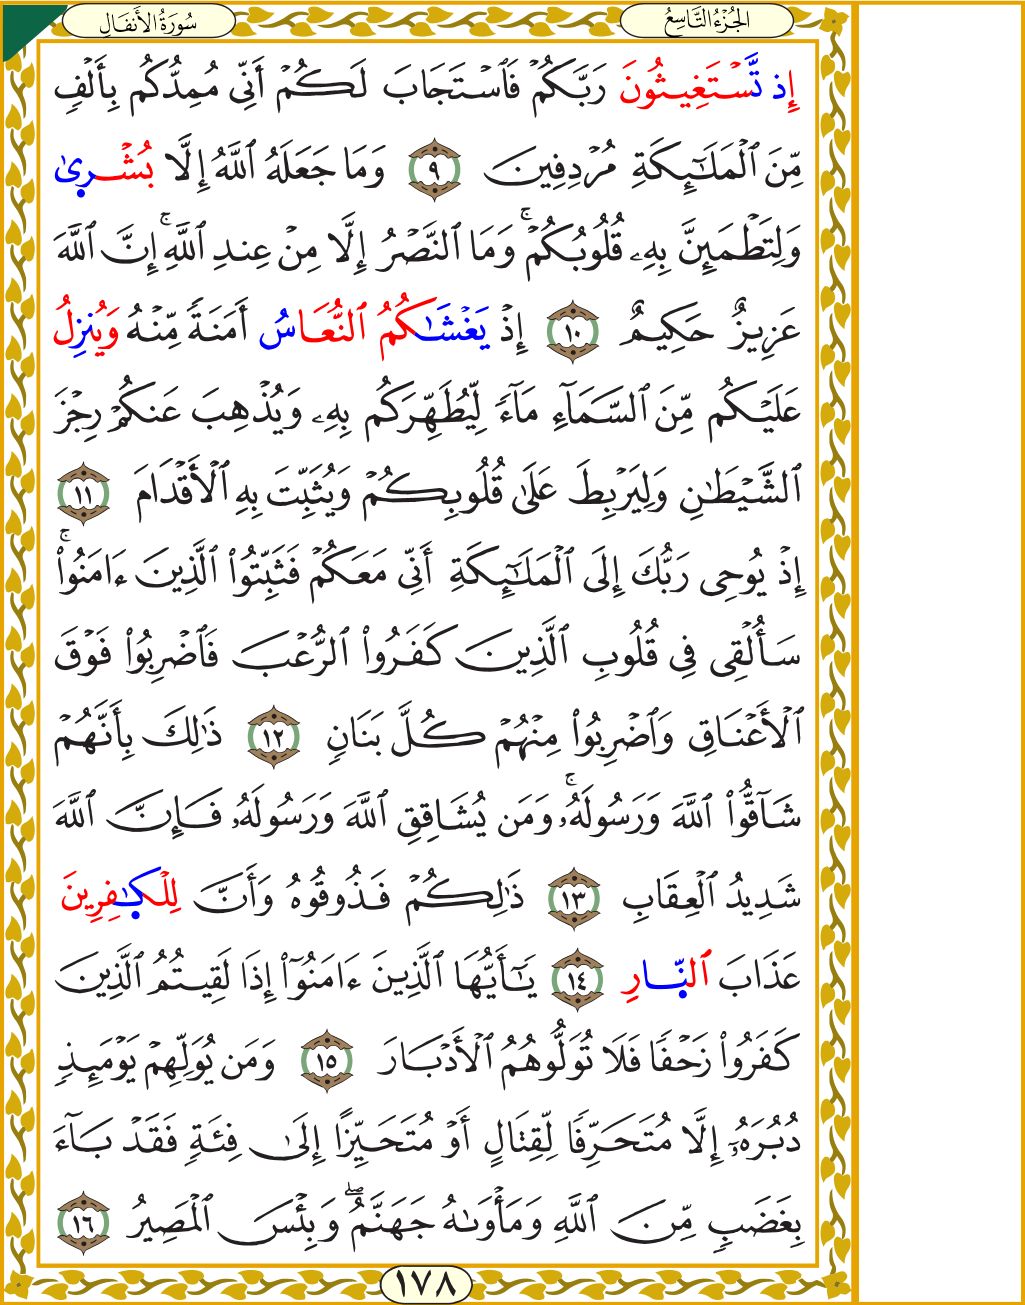 الجُزْءُ التَّاسِعُ
سُورَةُ الأَنفَالِ
إِذ تَّسۡتَغِيثُونَ رَبَّكُمۡ فَٱسۡتَجَابَ لَكُمۡ أَنِّي مُمِدُّكُم بِأَلۡفٖ
مِّنَ ٱلۡمَلَٰٓئِكَةِ مُرۡدِفِينَ ٩ وَمَا جَعَلَهُ ٱللَّهُ إِلَّا بُشۡرىٰ
وَلِتَطۡمَئِنَّ بِهِۦ قُلُوبُكُمۡۚ وَمَا ٱلنَّصۡرُ إِلَّا مِنۡ عِندِ ٱللَّهِۚ إِنَّ ٱللَّهَ
عَزِيزٌ حَكِيمٌ ١٠ إِذۡ يَغۡشَىٰكُمُ ٱلنُّعَاسُ أَمَنَةٗ مِّنۡهُ وَيُنزِلُ
عَلَيۡكُم مِّنَ ٱلسَّمَآءِ مَآءٗ لِّيُطَهِّرَكُم بِهِۦ وَيُذۡهِبَ عَنكُمۡ رِجۡزَ
ٱلشَّيۡطَٰنِ وَلِيَرۡبِطَ عَلَىٰ قُلُوبِكُمۡ وَيُثَبِّتَ بِهِ ٱلۡأَقۡدَامَ ١١
إِذۡ يُوحِي رَبُّكَ إِلَى ٱلۡمَلَٰٓئِكَةِ أَنِّي مَعَكُمۡ فَثَبِّتُواْ ٱلَّذِينَ ءَامَنُواْۚ
سَأُلۡقِي فِي قُلُوبِ ٱلَّذِينَ كَفَرُواْ ٱلرُّعۡبَ فَٱضۡرِبُواْ فَوۡقَ
ٱلۡأَعۡنَاقِ وَٱضۡرِبُواْ مِنۡهُمۡ كُلَّ بَنَانٖ ١٢ ذَٰلِكَ بِأَنَّهُمۡ
شَآقُّواْ ٱللَّهَ وَرَسُولَهُۥۚ وَمَن يُشَاقِقِ ٱللَّهَ وَرَسُولَهُۥ فَإِنَّ ٱللَّهَ
شَدِيدُ ٱلۡعِقَابِ ١٣ ذَٰلِكُمۡ فَذُوقُوهُ وَأَنَّ لِلۡكَٰفِرِينَ
عَذَابَ ٱلنَّارِ ١٤ يَٰٓأَيُّهَا ٱلَّذِينَ ءَامَنُوٓاْ إِذَا لَقِيتُمُ ٱلَّذِينَ
كَفَرُواْ زَحۡفٗا فَلَا تُوَلُّوهُمُ ٱلۡأَدۡبَارَ ١٥ وَمَن يُوَلِّهِمۡ يَوۡمَئِذٖ
دُبُرَهُۥٓ إِلَّا مُتَحَرِّفٗا لِّقِتَالٍ أَوۡ مُتَحَيِّزًا إِلَىٰ فِئَةٖ فَقَدۡ بَآءَ
بِغَضَبٖ مِّنَ ٱللَّهِ وَمَأۡوَىٰهُ جَهَنَّمُۖ وَبِئۡسَ ٱلۡمَصِيرُ ١٦
١٧٨